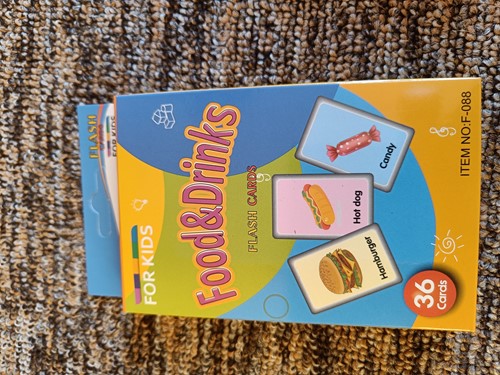 FLASH
FOR KIDS
FOR KIDS
Food&Drinks
FLASH CARDS
Candy
Hot dog
Hamburger
36
Cards
ITEM NO:F-088